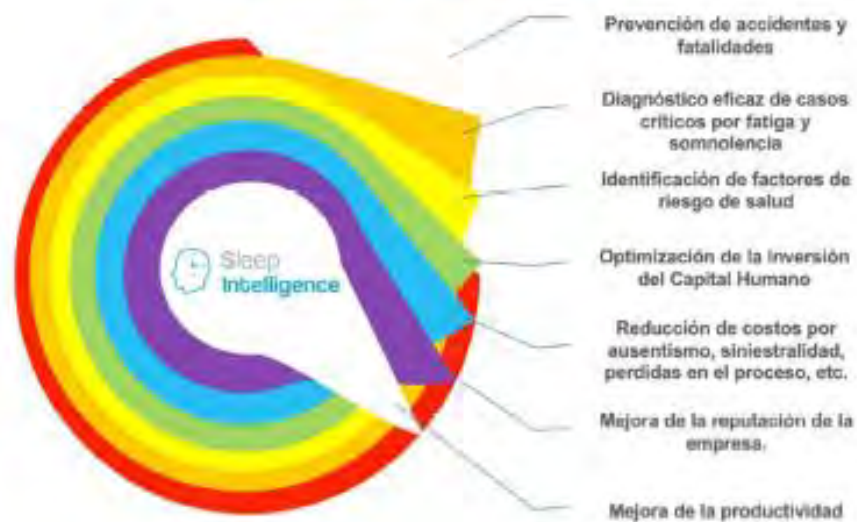 Prevención de accidentes y
fatalidades
Diagnóstico eficaz de casos
críticos por fatiga y
somnolencia
Identificación de factores de
riesgo de salud
Sleep
Intelligence
Optimización de la inversión
del Capital Humano
Reducción de costos por
ausentismo, siniestralidad,
perdidas en el proceso, etc.
Mejora de la reputación de la
empresa.
Mejora de la productividad